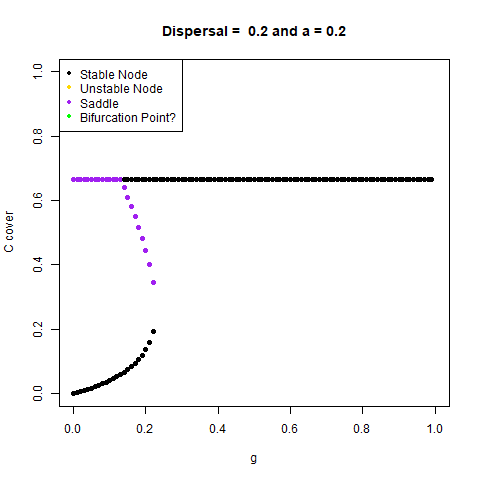 Dispersal =  0.2 and a = 0.2
Stable Node
Unstable Node
Saddle
Bifurcation Point?
C cover
1.0
0.8
0.6
0.4
0.2
0.0
0.0 0.2 0.4 0.6 0.8 1.0
g